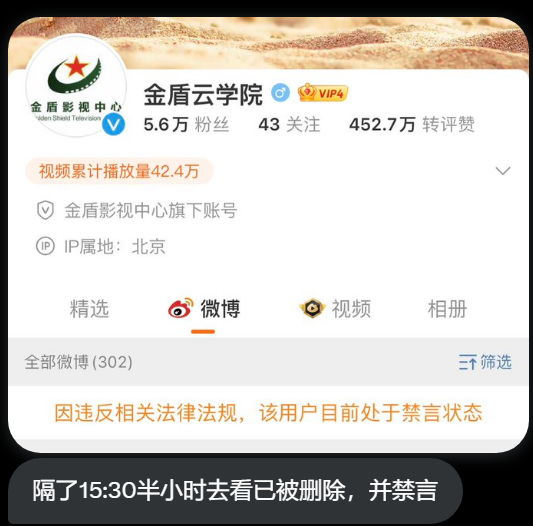 金盾影视中心
lden Shield Television
金盾云学院
VIP4
5.6万 粉丝 43 关注 452.7万 转评赞
视频累计播放量42.4万
金盾影视中心旗下账号
IP IP属地：北京
精选 微博 视频 相册
全部微博(302) 筛选
因违反相关法律法规，该用户目前处于禁言状态
隔了15:30半小时去看已被删除，并禁言